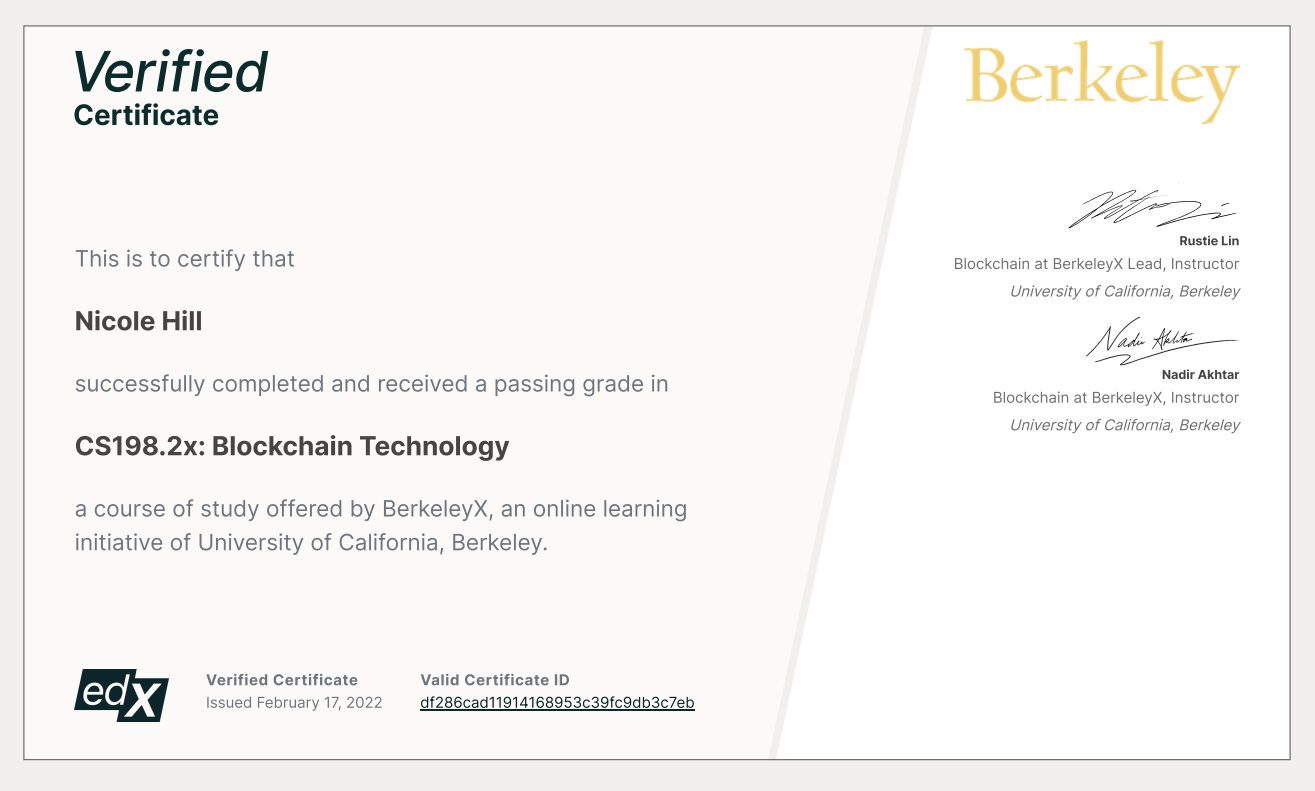 Verified
Certificate
This is to certify that
Nicole Hill
successfully completed and received a passing grade in
CS198.2x: Blockchain Technology
a course of study offered by BerkeleyX, an online learning
initiative of University of California, Berkeley.
edX
Verified Certificate
Issued February 17, 2022
Valid Certificate ID
df286cad11914168953c39fc9db3c7eb
Berkeley
Rustie Lin
Blockchain at BerkeleyX Lead, Instructor
University of California, Berkeley
Nadir Akhtar
Nadir Akhtar
Blockchain at BerkeleyX, Instructor
University of California, Berkeley